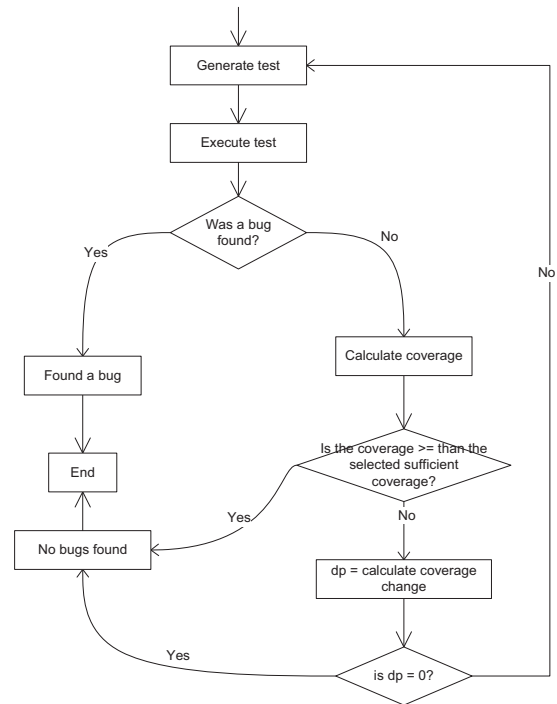 Generate test
Execute test
Was a bug
found?
Yes
No
No
Found a bug
Calculate coverage
Is the coverage >= than the
selected sufficient
coverage?
End
Yes
No
No bugs found
dp = calculate coverage
change
Yes
is dp = 0?